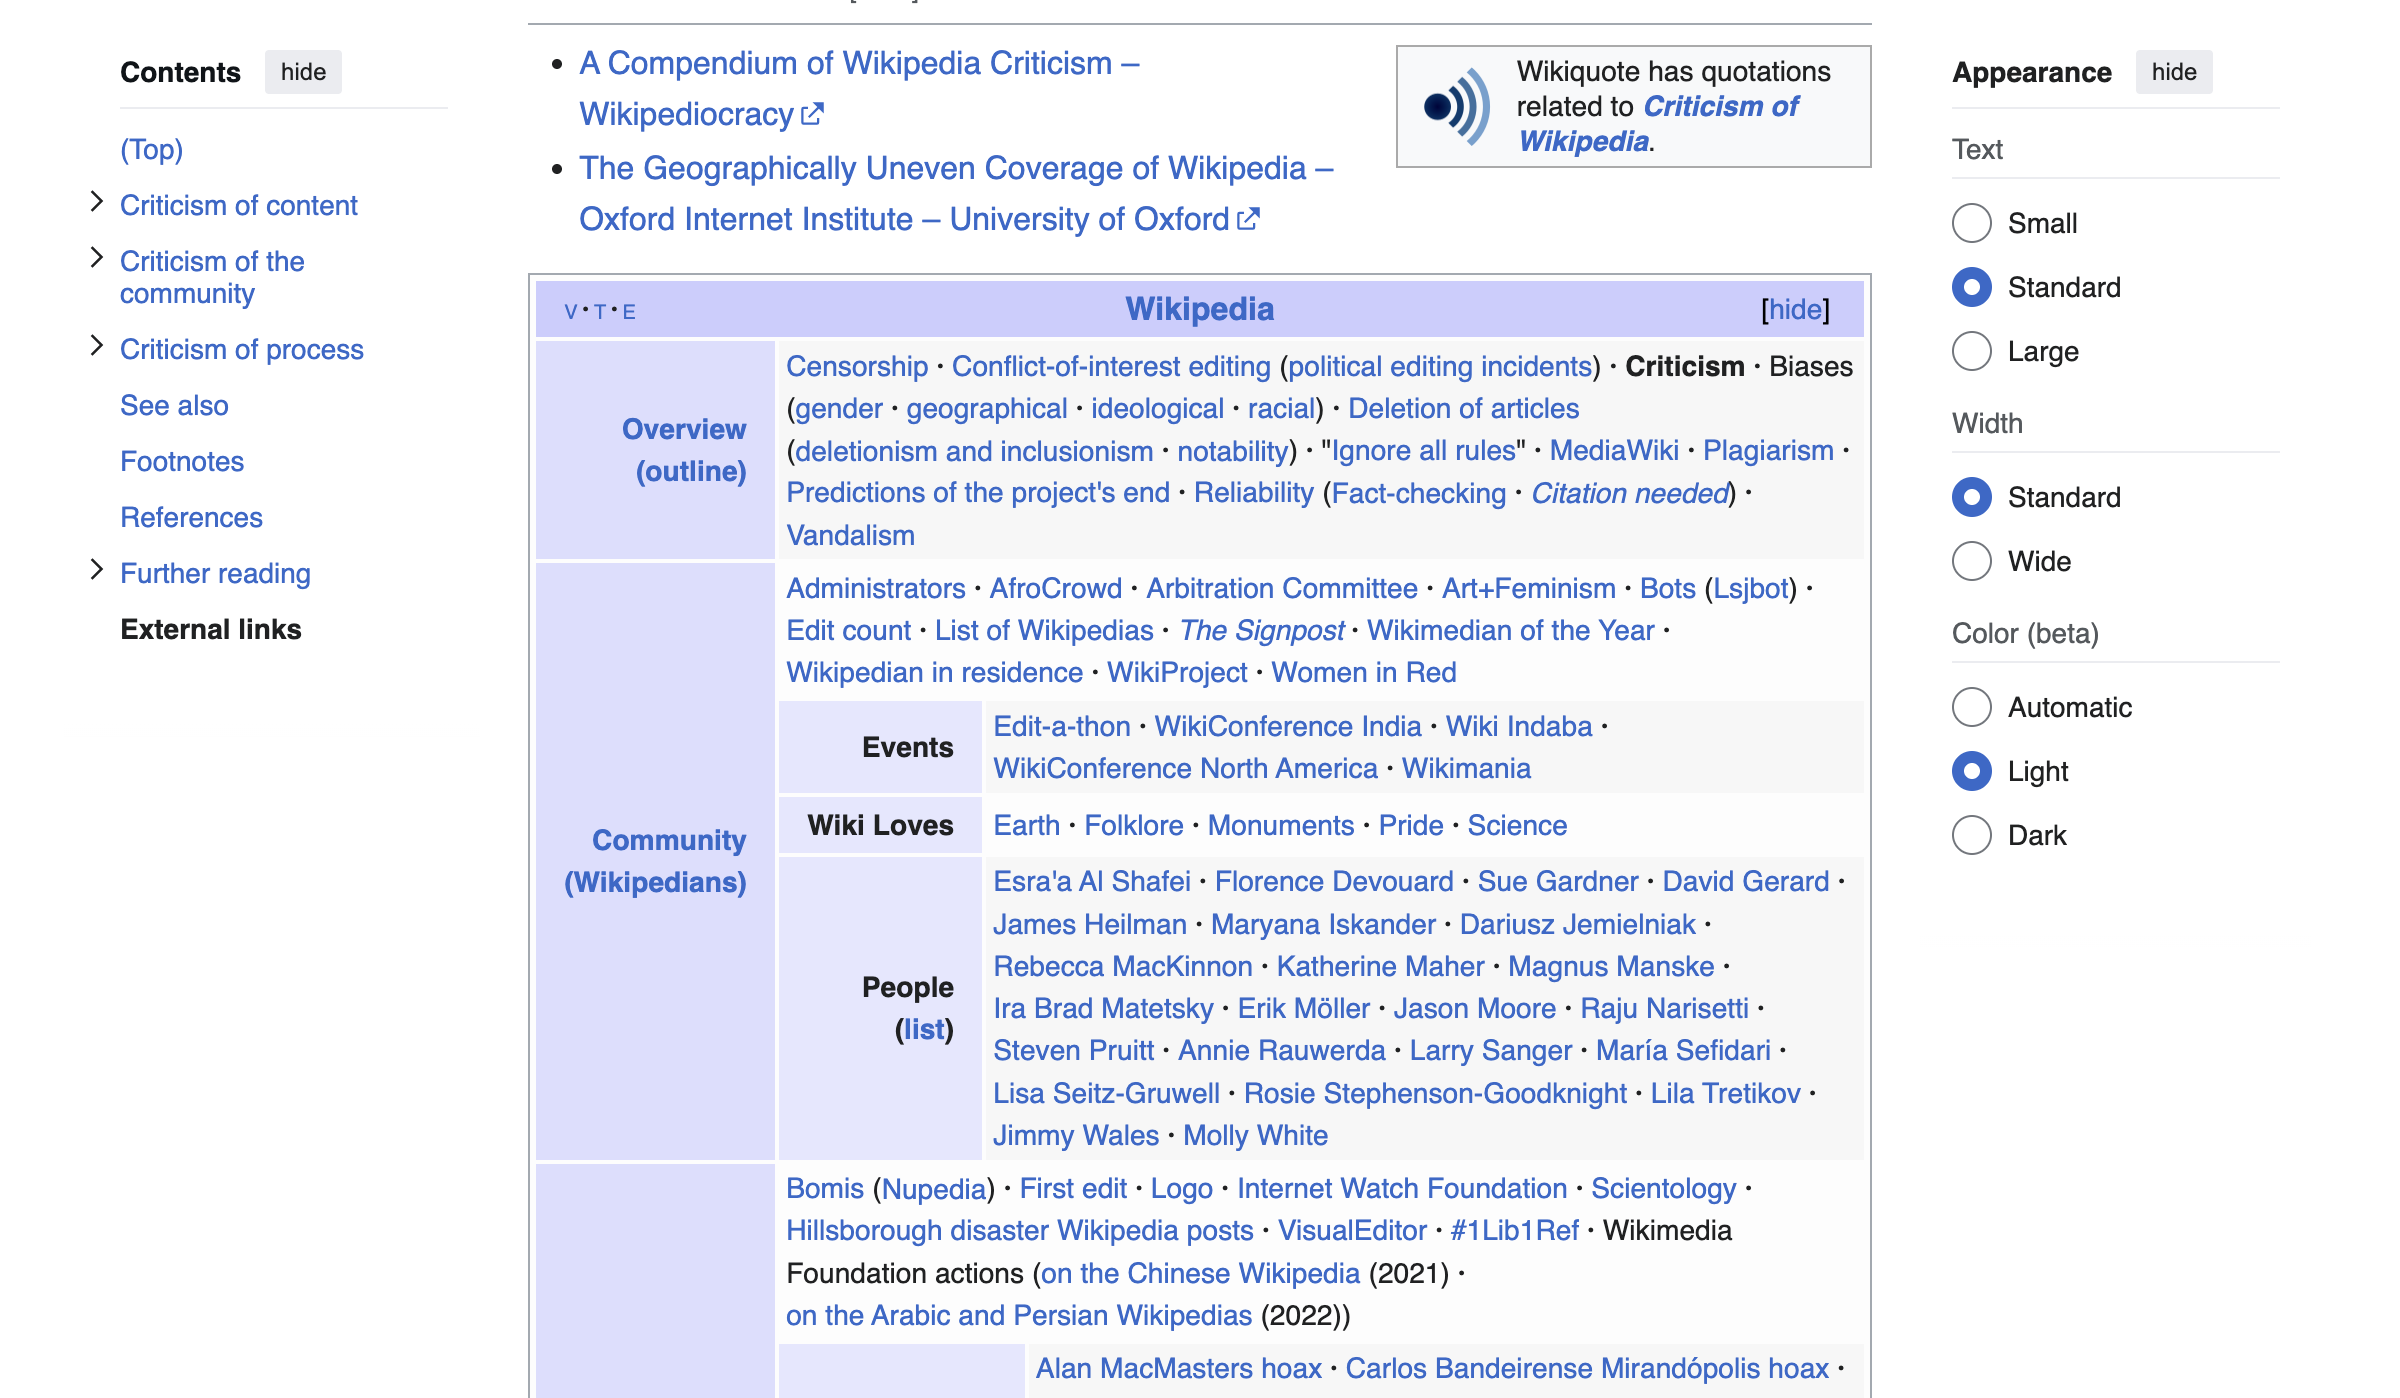 Contents hide
(Top)
Criticism of content
Criticism of the
community
Criticism of process
See also
Footnotes
References
Further reading
External links
• A Compendium of Wikipedia Criticism –
Wikipediocracy
• The Geographically Uneven Coverage of Wikipedia –
Oxford Internet Institute – University of Oxford
Wikiquote has quotations
related to Criticism of
Wikipedia.
V · T · E Wikipedia [hide]
Overview
(outline)
Censorship · Conflict-of-interest editing (political editing incidents) · Criticism · Biases
(gender · geographical · ideological · racial) · Deletion of articles
(deletionism and inclusionism · notability) · "Ignore all rules" · MediaWiki · Plagiarism ·
Predictions of the project's end · Reliability (Fact-checking · Citation needed) ·
Vandalism
Community
(Wikipedians)
Administrators · AfroCrowd · Arbitration Committee · Art+Feminism · Bots (Lsjbot) ·
Edit count · List of Wikipedias · The Signpost · Wikimedian of the Year ·
Wikipedian in residence · WikiProject · Women in Red
Events
Edit-a-thon · WikiConference India · Wiki Indaba ·
WikiConference North America · Wikimania
Wiki Loves
Earth · Folklore · Monuments · Pride · Science
People
(list)
Esra'a Al Shafei · Florence Devouard · Sue Gardner · David Gerard ·
James Heilman · Maryana Iskander · Dariusz Jemielniak ·
Rebecca MacKinnon · Katherine Maher · Magnus Manske ·
Ira Brad Matetsky · Erik Möller · Jason Moore · Raju Narisetti ·
Steven Pruitt · Annie Rauwerda · Larry Sanger · María Sefidari ·
Lisa Seitz-Gruwell · Rosie Stephenson-Goodknight · Lila Tretikov ·
Jimmy Wales · Molly White
Bomis (Nupedia) · First edit · Logo · Internet Watch Foundation · Scientology ·
Hillsborough disaster Wikipedia posts · VisualEditor · #1Lib1Ref · Wikimedia
Foundation actions (on the Chinese Wikipedia (2021) ·
on the Arabic and Persian Wikipedias (2022))
Alan MacMasters hoax · Carlos Bandeirense Mirandópolis hoax ·
Appearance hide
Text
Small
Standard
Large
Width
Standard
Wide
Color (beta)
Automatic
Light
Dark